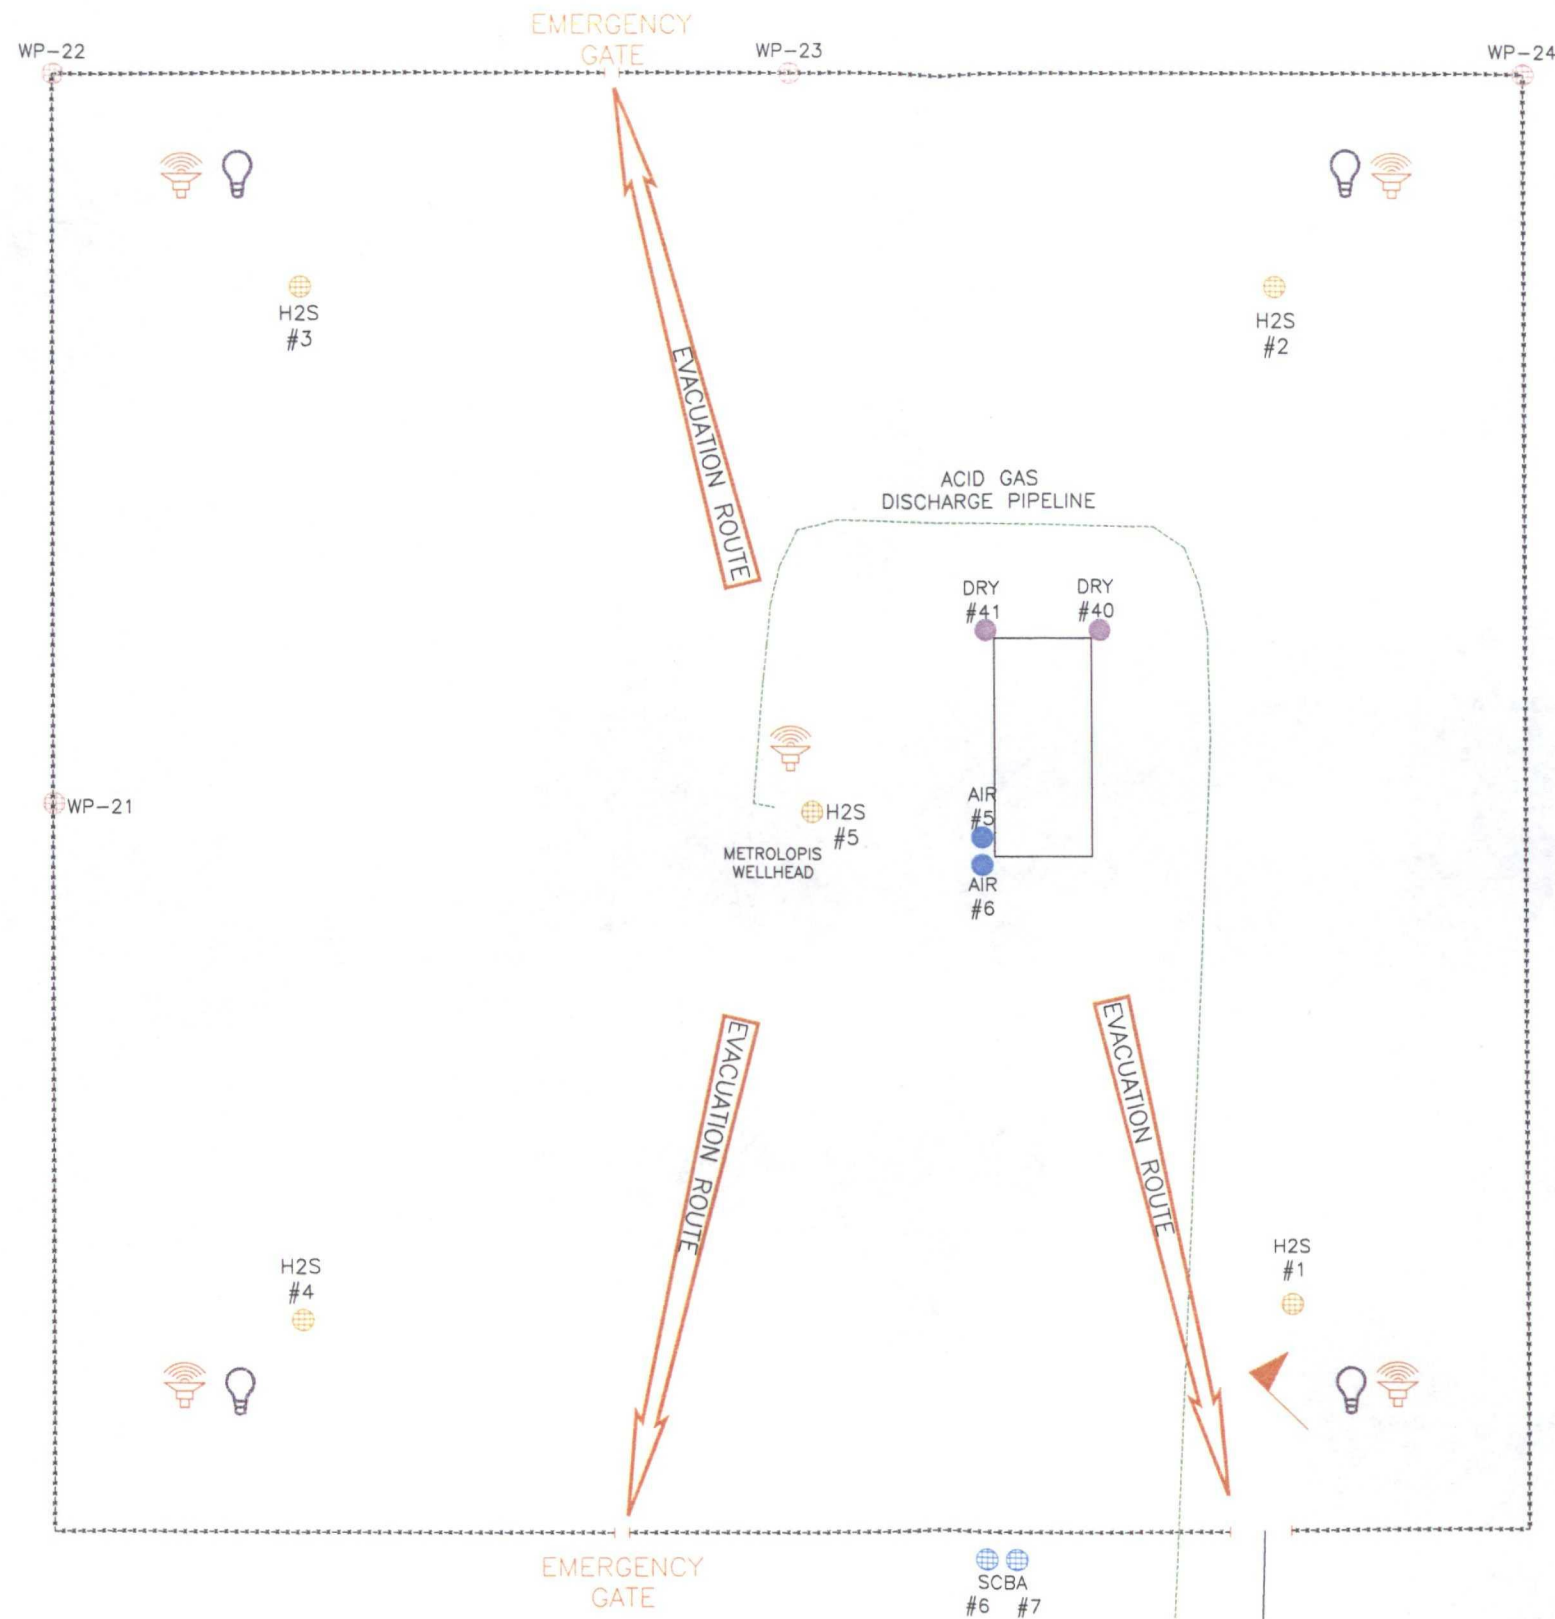 EMERGENCY
GATE
WP-22
WP-23
WP-24
H2S
#3
H2S
#2
EVACUATION ROUTE
ACID GAS
DISCHARGE PIPELINE
DRY
#41
DRY
#40
WP-21
H2S
#5
AIR
#5
METROLOPIS
WELLHEAD
AIR
#6
EVACUATION ROUTE
EVACUATION ROUTE
H2S
#4
H2S
#1
EMERGENCY
GATE
SCBA
#6 #7